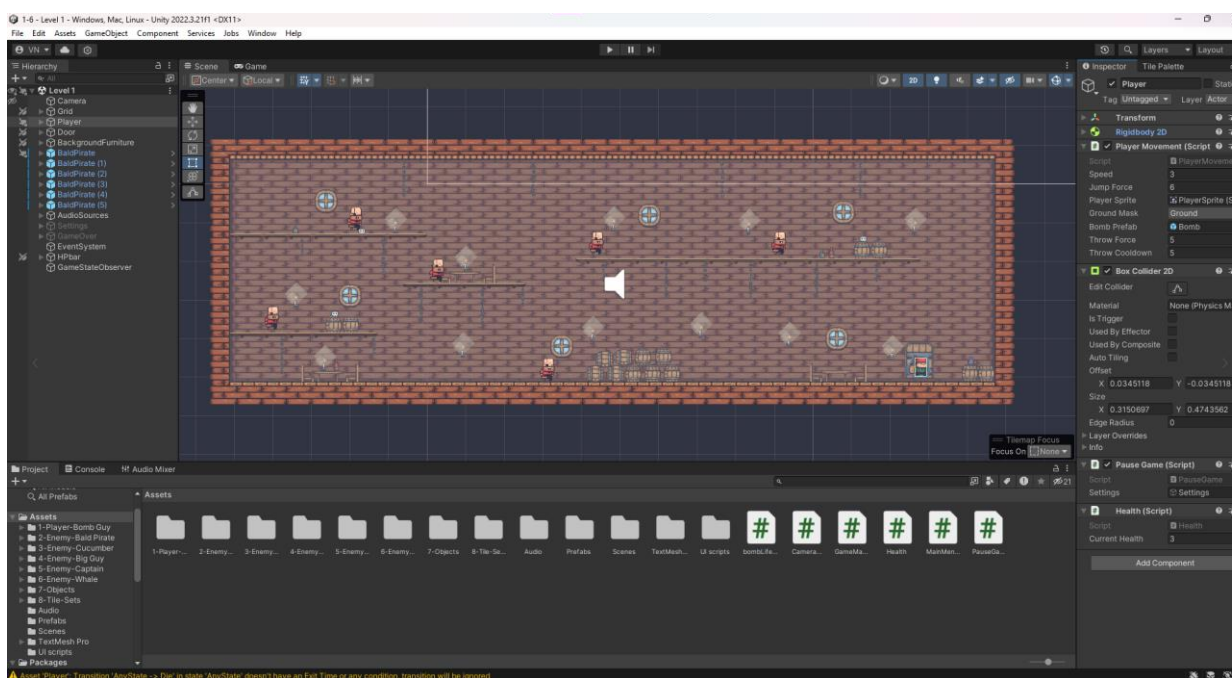 1-6 - Level 1 - Windows, Mac, Linux - Unity 2022.3.21f1 <DX11>
File Edit Assets GameObject Component Services Jobs Window Help
VN
Layers
Layout
Hierarchy
All
Level 1
Camera
Grid
Player
Door
BackgroundFurniture
BaldPirate
BaldPirate (1)
BaldPirate (2)
BaldPirate (3)
BaldPirate (4)
BaldPirate (5)
AudioSources
Settings
GameOver
EventSystem
HPbar
GameStateObserver
Scene Game
Center Local
2D
Tilemap Focus
Focus On None
Inspector Tile Palette
Player Stati
Tag Untagged Layer Actor
Transform
Rigidbody 2D
Player Movement (Script
Script PlayerMoveme
Speed 3
Jump Force 6
Player Sprite PlayerSprite (S
Ground Mask Ground
Bomb Prefab Bomb
Throw Force 5
Throw Cooldown 5
Box Collider 2D
Edit Collider
Material None (Physics M
Is Trigger
Used By Effector
Used By Composite
Auto Tiling
Offset
X 0.0345118 Y -0.0345118
Size
X 0.3150697 Y 0.4743562
Edge Radius 0
Layer Overrides
Info
Pause Game (Script)
Script PauseGame
Settings Settings
Health (Script)
Script Health
Current Health 3
Add Component
Project Console Audio Mixer
21
All Prefabs
Assets
1-Player-Bomb Guy
2-Enemy-Bald Pirate
3-Enemy-Cucumber
4-Enemy-Big Guy
5-Enemy-Captain
6-Enemy-Whale
7-Objects
8-Tile-Sets
Audio
Prefabs
Scenes
TextMesh Pro
UI scripts
Packages
Assets
1-Player-... 2-Enemy... 3-Enemy... 4-Enemy... 5-Enemy... 6-Enemy... 7-Objects 8-Tile-Se... Audio Prefabs Scenes TextMesh... UI scripts bombLife... Camera... GameMa... Health MainMen... PauseGa...
Asset 'Player': Transition 'AnyState -> Die' in state 'AnyState' doesn't have an Exit Time or any condition, transition will be ignored